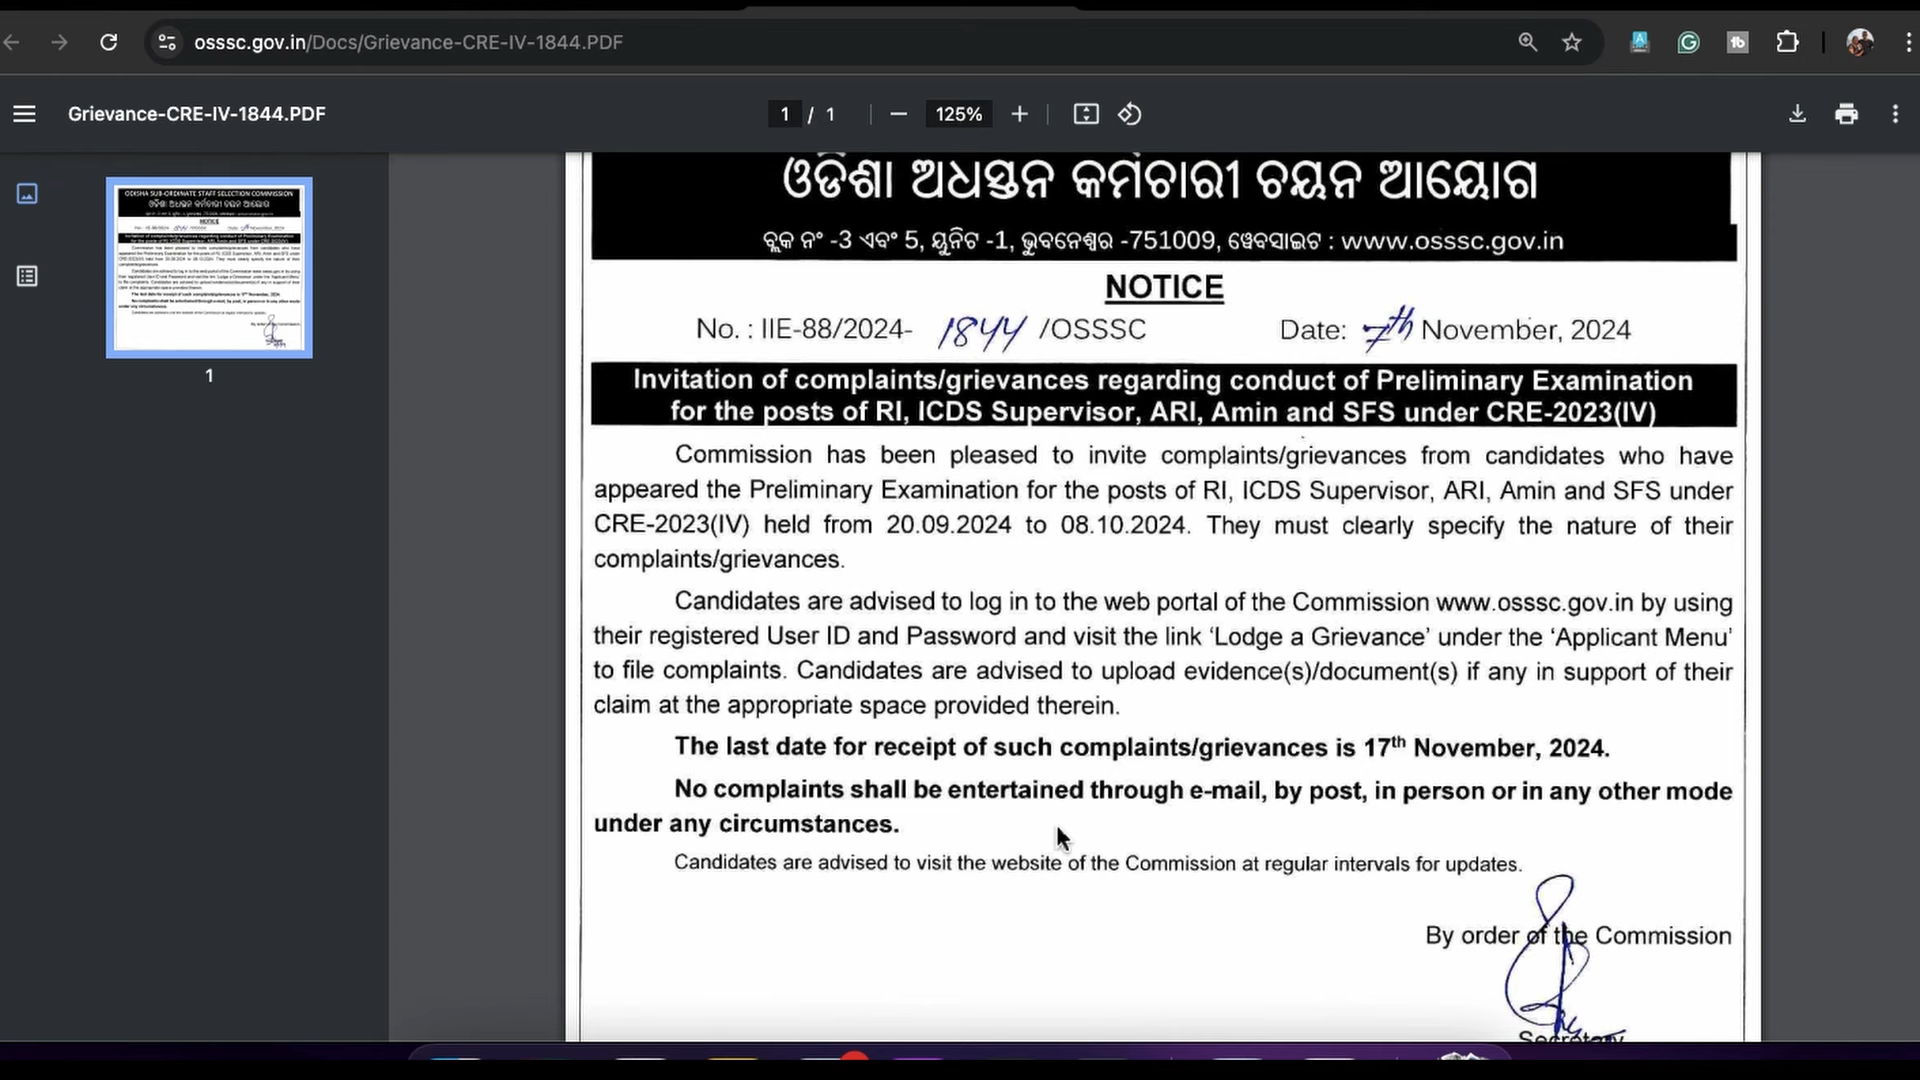 osssc.gov.in/Docs/Grievance-CRE-IV-1844.PDF
Grievance-CRE-IV-1844.PDF
1 / 1
125%
ODISHA SUB-ORDINATE STAFF SELECTION COMMISSION
1
ଓଡିଶା ଅଧସ୍ତନ କର୍ମଚାରୀ ଚୟନ ଆୟୋଗ
ବ୍ଲକ ନଂ -3 ଏବଂ 5, ୟୁନିଟ -1, ଭୁବନେଶ୍ଵର -751009, ୱେବସାଇଟ : www.osssc.gov.in
NOTICE
No. : IIE-88/2024- 1844 /OSSSC Date: 7th November, 2024
Invitation of complaints/grievances regarding conduct of Preliminary Examination
for the posts of RI, ICDS Supervisor, ARI, Amin and SFS under CRE-2023(IV)
Commission has been pleased to invite complaints/grievances from candidates who have
appeared the Preliminary Examination for the posts of RI, ICDS Supervisor, ARI, Amin and SFS under
CRE-2023(IV) held from 20.09.2024 to 08.10.2024. They must clearly specify the nature of their
complaints/grievances.
Candidates are advised to log in to the web portal of the Commission www.osssc.gov.in by using
their registered User ID and Password and visit the link ‘Lodge a Grievance’ under the ‘Applicant Menu’
to file complaints. Candidates are advised to upload evidence(s)/document(s) if any in support of their
claim at the appropriate space provided therein.
The last date for receipt of such complaints/grievances is 17th November, 2024.
No complaints shall be entertained through e-mail, by post, in person or in any other mode
under any circumstances.
Candidates are advised to visit the website of the Commission at regular intervals for updates.
By order of the Commission
Secretary